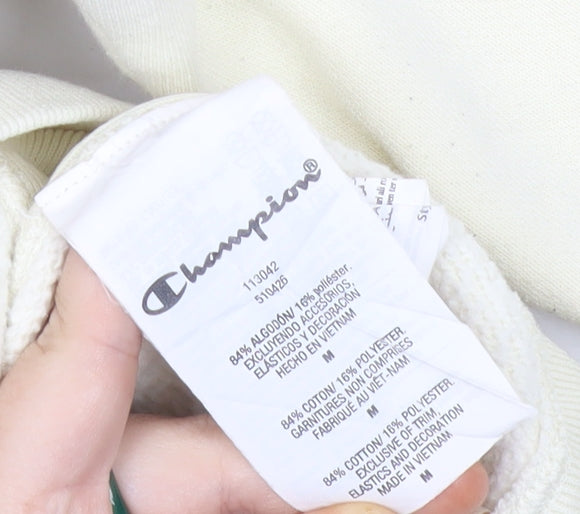 Champion®
113042
510426
84% ALGODÓN/ 16% poliéster.
EXCLUYENDO ACCESORIOS,
ELÁSTICOS Y DECORACIÓN
HECHO EN VIETNAM
M
84% COTON/ 16% POLYESTER.
GARNITURES NON COMPRISES
FABRIQUÉ AU VIÊT-NAM
M
84% COTTON/ 16% POLYESTER.
EXCLUSIVE OF TRIM,
ELASTICS AND DECORATION
MADE IN VIETNAM
M